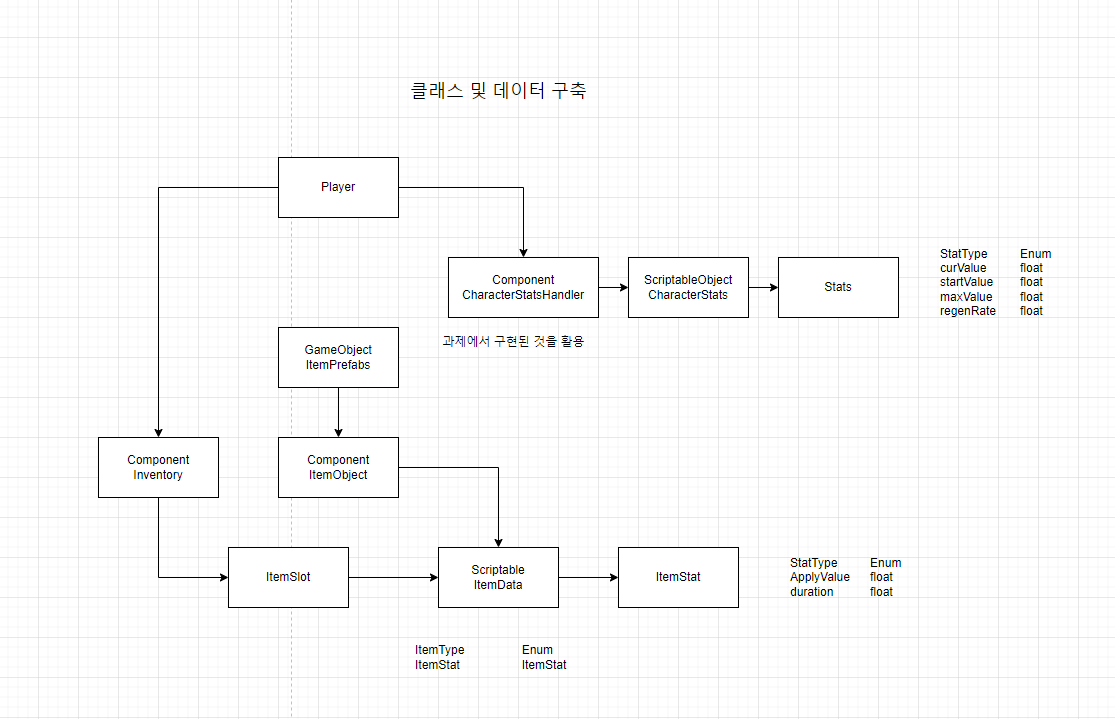 클래스 및 데이터 구축
Player
Component
CharacterStatsHandler
ScriptableObject
CharacterStats
Stats
StatType Enum
curValue float
startValue float
maxValue float
regenRate float
과제에서 구현된 것을 활용
GameObject
ItemPrefabs
Component
Inventory
Component
ItemObject
ItemSlot
Scriptable
ItemData
ItemStat
StatType Enum
ApplyValue float
duration float
ItemType Enum
ItemStat ItemStat